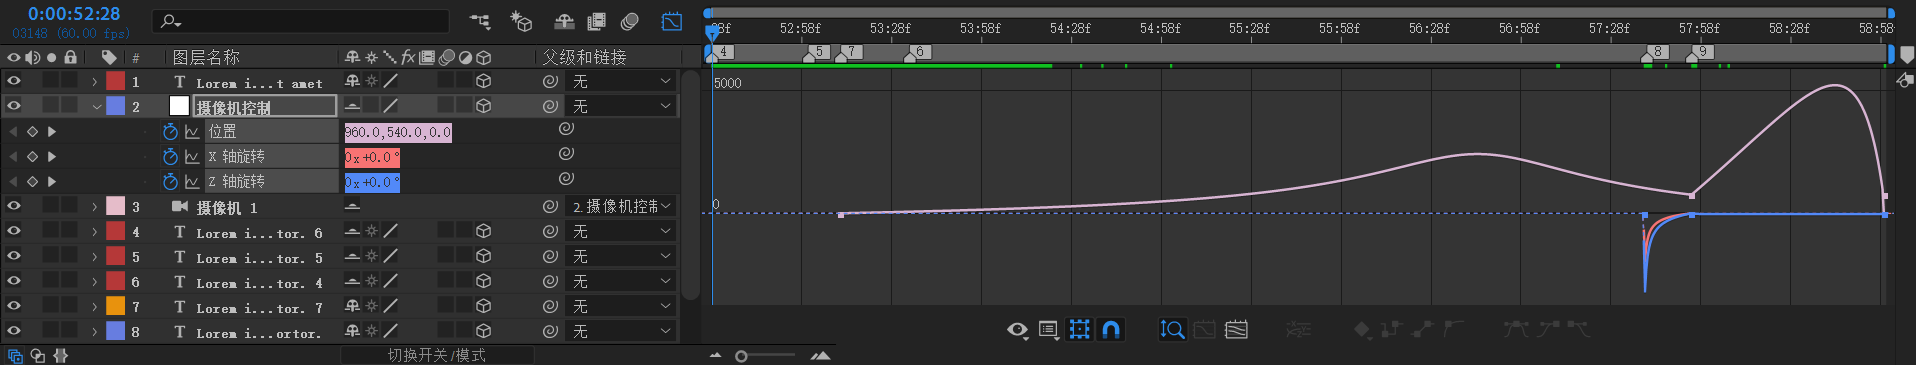 0:00:52:28
03148 (60.00 fps)
# 图层名称 父级和链接
1 T Lorem i...t amet 无
2 摄像机控制 无
位置 960.0,540.0,0.0
X 轴旋转 0x+0.0°
Z 轴旋转 0x+0.0°
3 摄像机 1 2.摄像机控制
4 T Lorem i...tor. 6 无
5 T Lorem i...tor. 5 无
6 T Lorem i...tor. 4 无
7 T Lorem i...tor. 7 无
8 T Lorem i...ortor. 无
切换开关/模式
28f 52:58f 53:28f 53:58f 54:28f 54:58f 55:28f 55:58f 56:28f 56:58f 57:28f 57:58f 58:28f 58:58f
4 5 7 6 8 9
5000
0